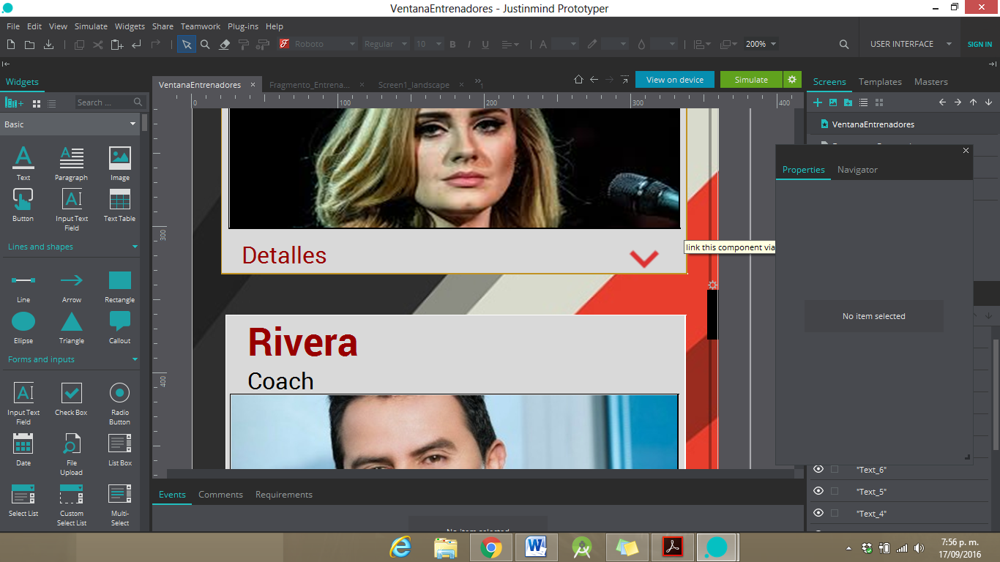 VentanaEntrenadores - Justinmind Prototyper
File Edit View Simulate Widgets Share Teamwork Plug-ins Help
Roboto Regular 10 B I U A 200% USER INTERFACE SIGN IN
Widgets
VentanaEntrenadores
Fragmento_Entrena...
Screen1_landscape
1
View on device
Simulate
Screens Templates Masters
Search ...
0 100 200 300 400
Basic
VentanaEntrenadores
Text Paragraph Image
Properties Navigator
Button Input Text Field Text Table
300
Lines and shapes
Detalles
link this component via
Line Arrow Rectangle
No item selected
Ellipse Triangle Callout
Rivera
Forms and inputs
Coach
400
Input Text Field Check Box Radio Button
Date File Upload List Box
"Text_6"
Select List Custom Select List Multi-Select
Events Comments Requirements
"Text_5"
"Text_4"
No item selected
7:56 p. m.
17/09/2016